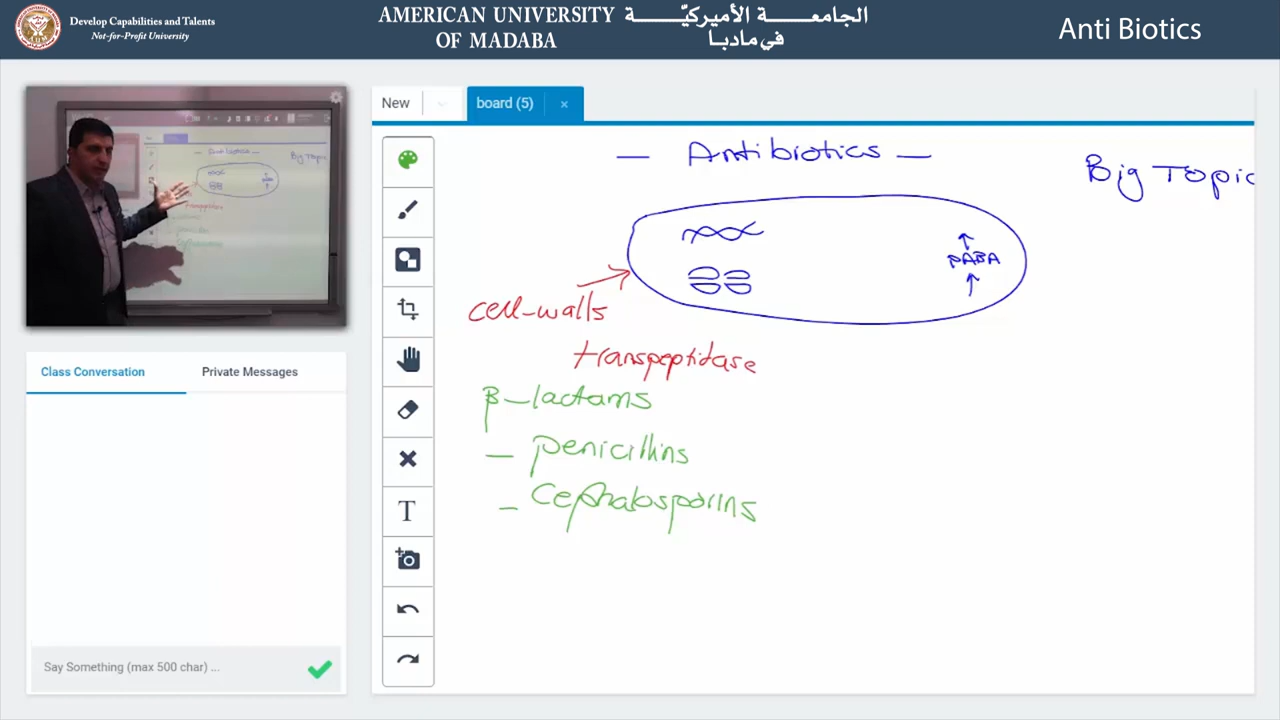 Develop Capabilities and Talents
Not-for-Profit University
AMERICAN UNIVERSITY
OF MADABA
الجامعـــــة الأميركيّـــــة
في مادبـا
Anti Biotics
New
board (5)
Antibiotics
Big Topic
PABA
cell-walls
transpeptidase
β-lactams
- penicillins
- Cephalosporins
Class Conversation
Private Messages
T
Say Something (max 500 char) ...